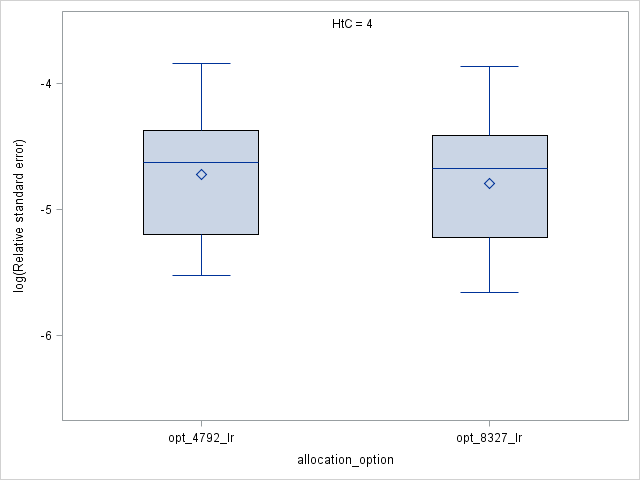 HtC = 4
-4
-5
-6
log(Relative standard error)
opt_4792_lr
opt_8327_lr
allocation_option